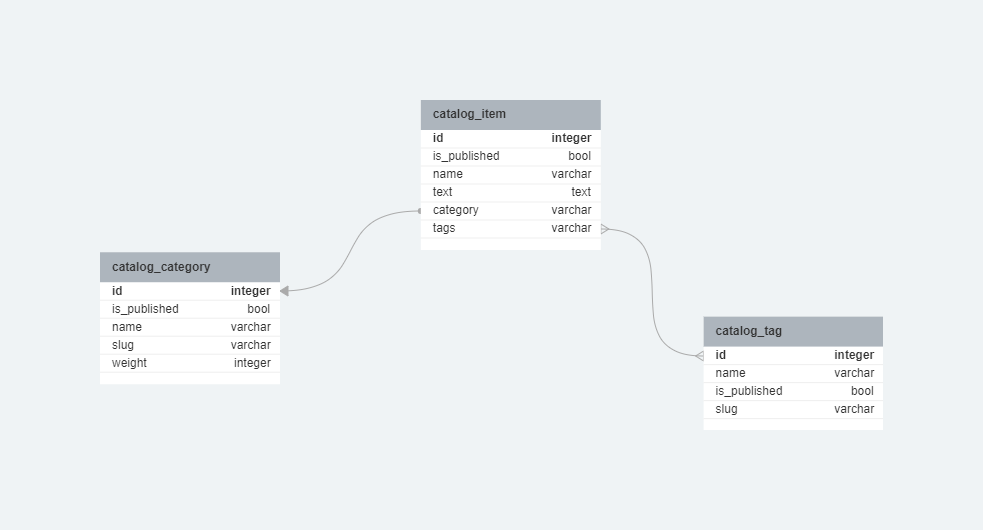 catalog_item
id integer
is_published bool
name varchar
text text
category varchar
tags varchar
catalog_category
id integer
is_published bool
name varchar
slug varchar
weight integer
catalog_tag
id integer
name varchar
is_published bool
slug varchar